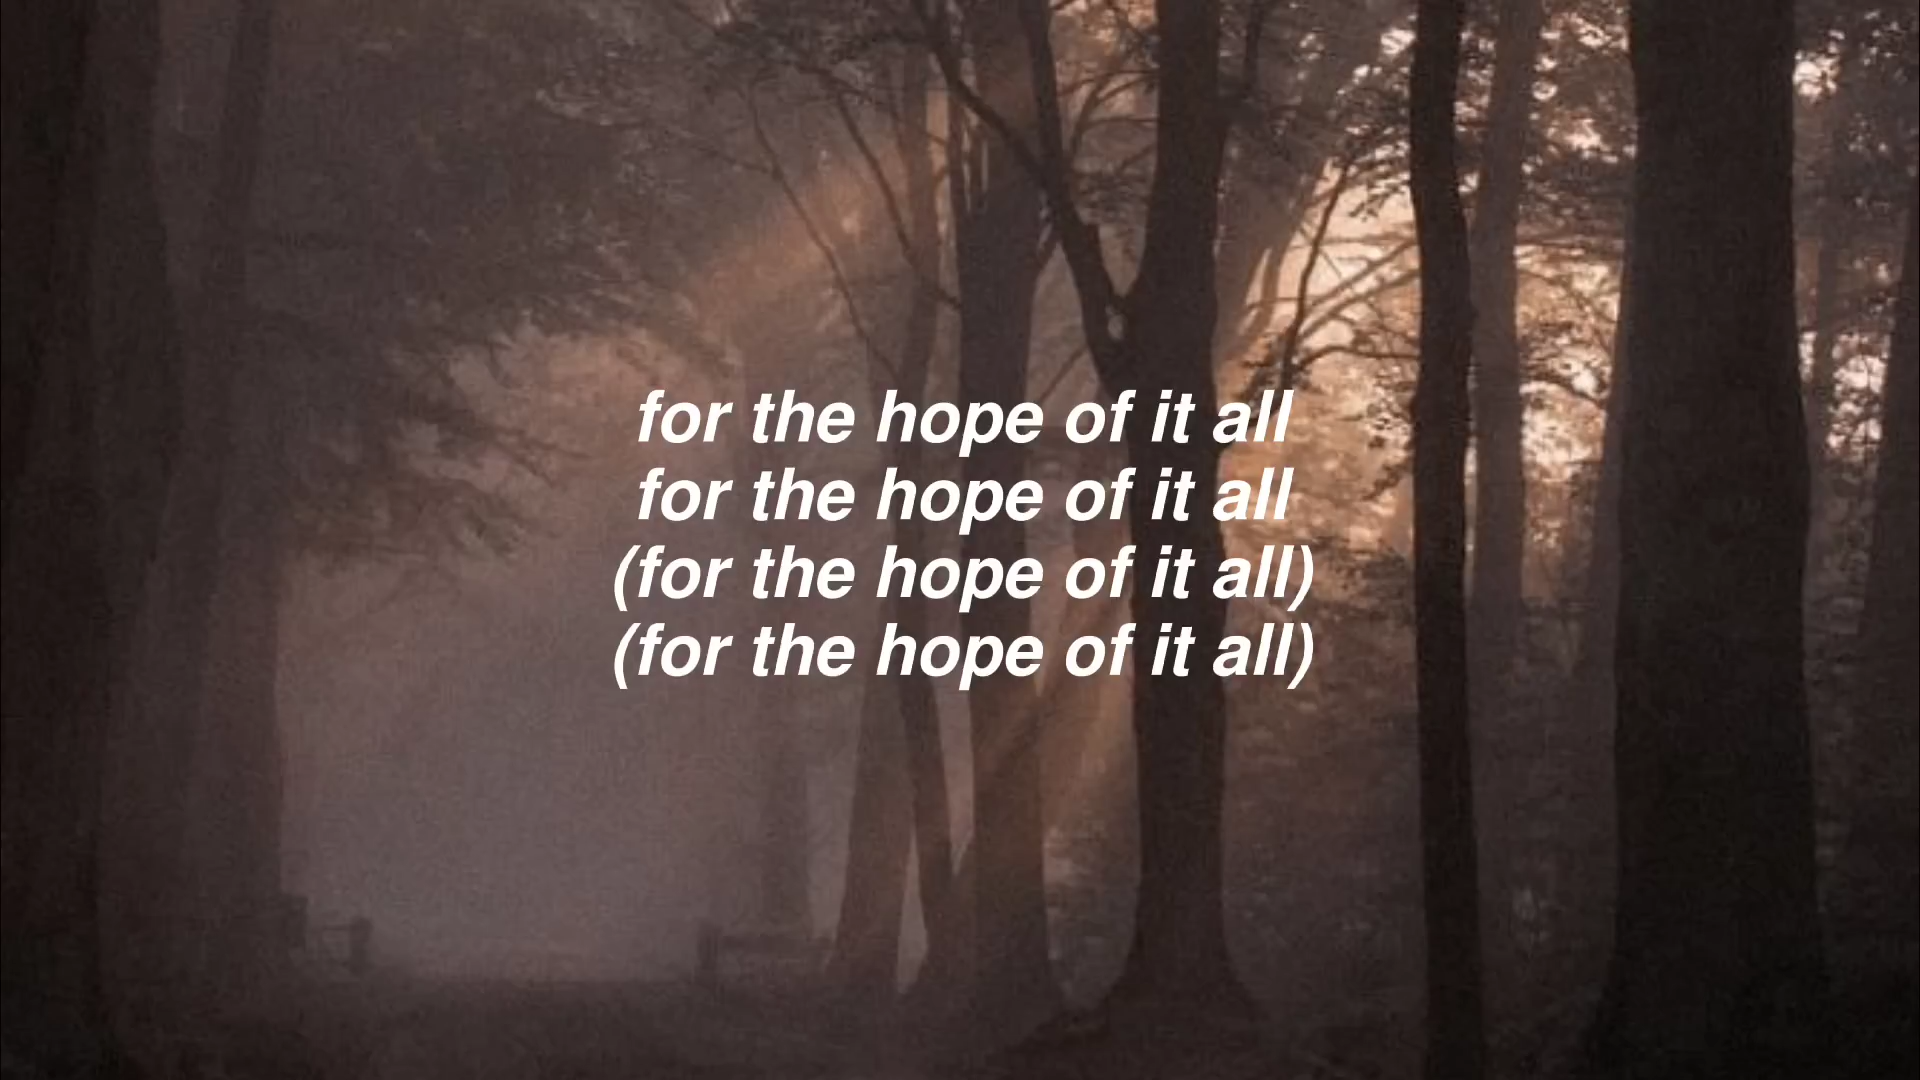 for the hope of it all
for the hope of it all
(for the hope of it all)
(for the hope of it all)